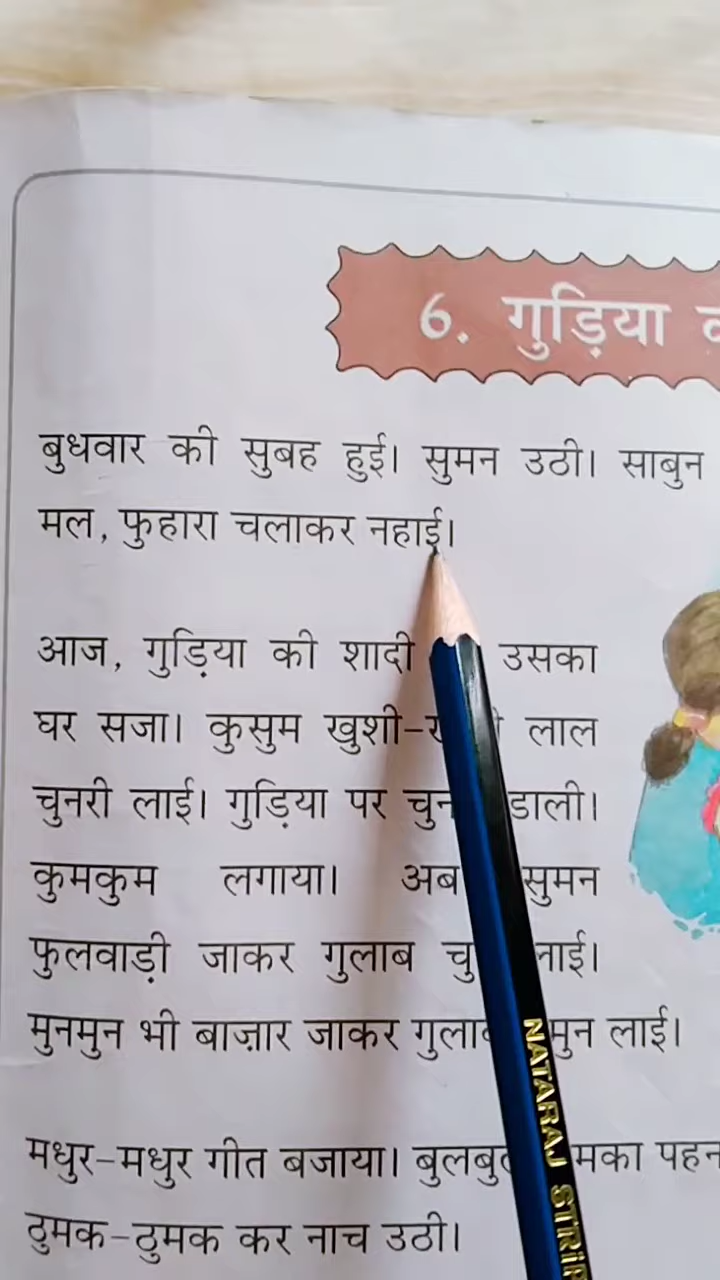 6. गुड़िया
बुधवार की सुबह हुई। सुमन उठी। साबुन
मल, फुहारा चलाकर नहाई।
आज, गुड़िया की शादी उसका
घर सजा। कुसुम खुशी- लाल
चुनरी लाई। गुड़िया पर डाली।
कुमकुम लगाया। अब सुमन
फुलवाड़ी जाकर गुलाब लाई।
मुनमुन भी बाज़ार जाकर लाई।
मधुर-मधुर गीत बजाया।
ठुमक-ठुमक कर नाच उठी।
NATARAJ